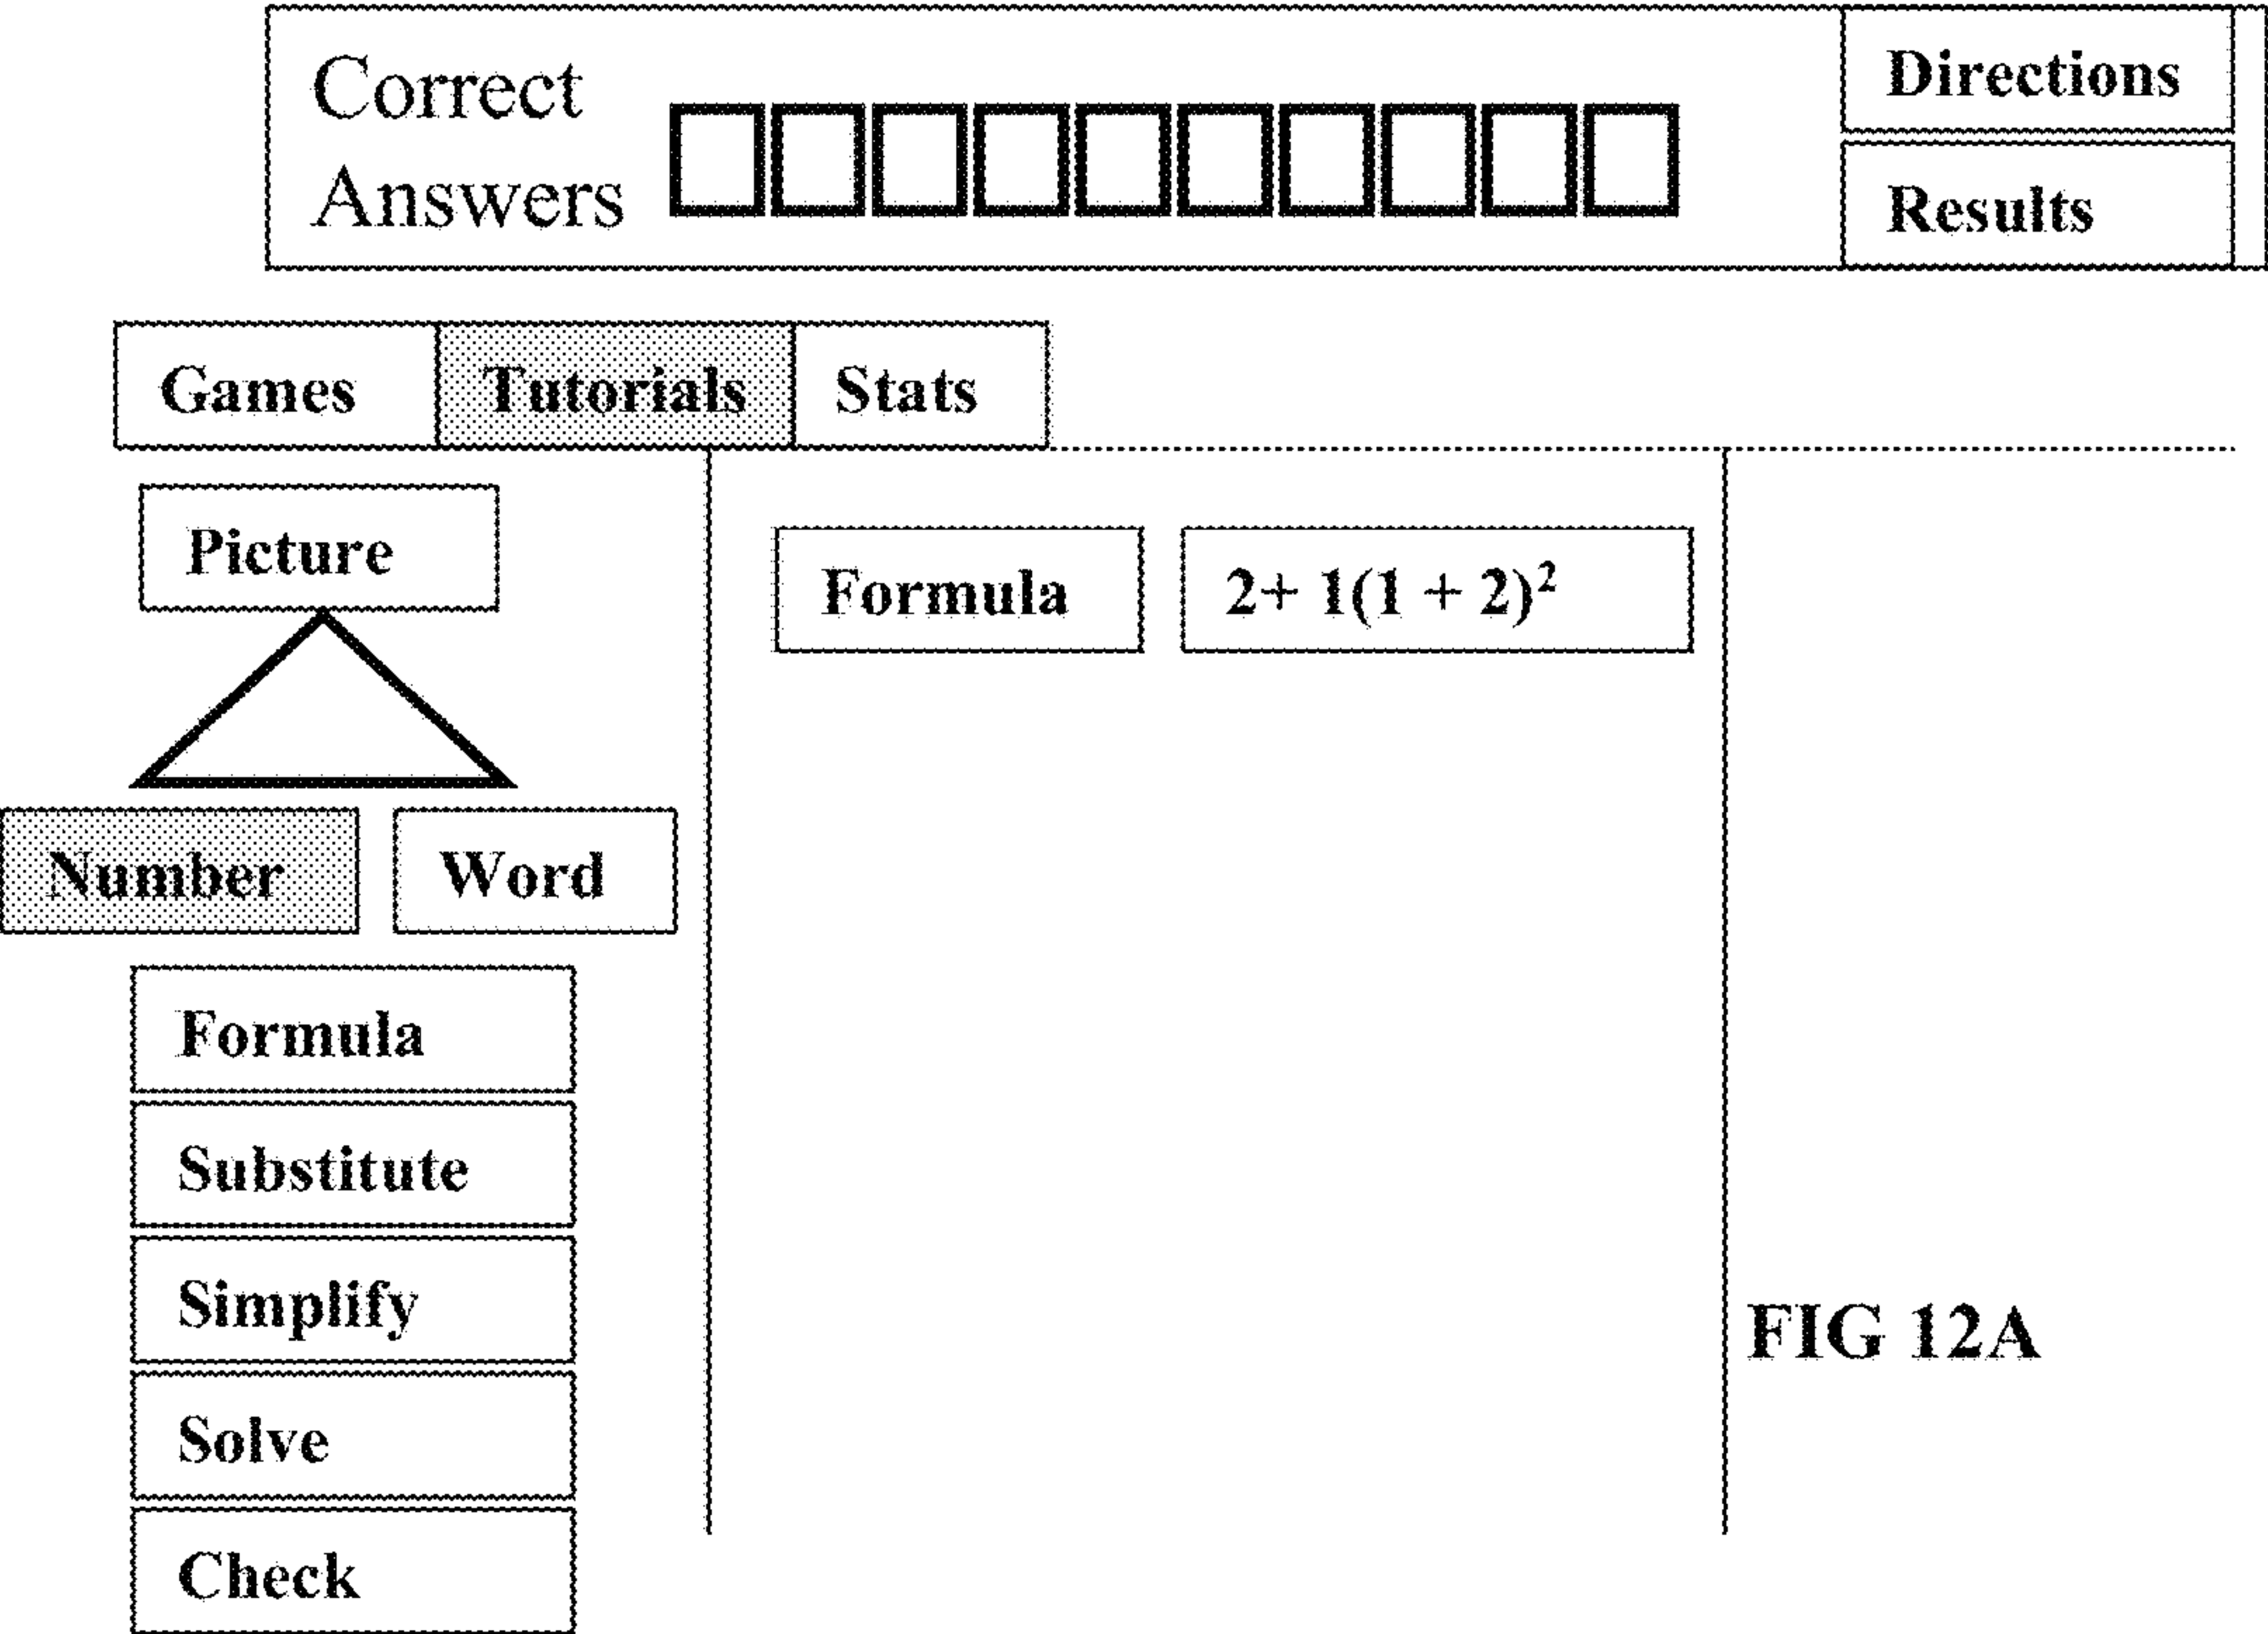 Correct
Answers
Directions
Results
Games Tutorials Stats
Picture
Number Word
Formula
Substitute
Simplify
Solve
Check
Formula 2+ 1(1 + 2)²
FIG 12A